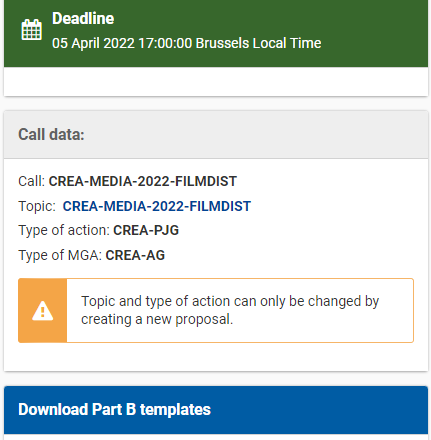 Deadline
05 April 2022 17:00:00 Brussels Local Time
Call data:
Call: CREA-MEDIA-2022-FILMDIST
Topic: CREA-MEDIA-2022-FILMDIST
Type of action: CREA-PJG
Type of MGA: CREA-AG
Topic and type of action can only be changed by
creating a new proposal.
Download Part B templates